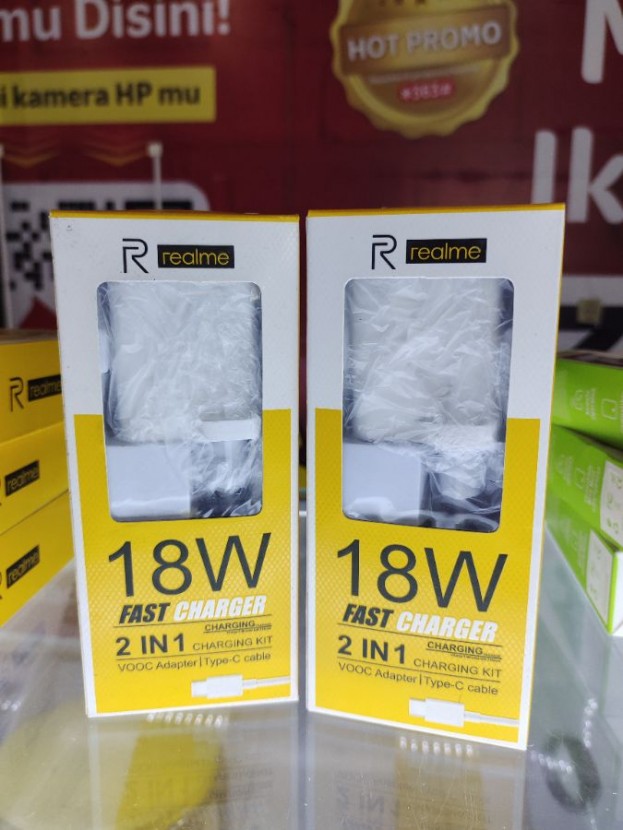 mu Disini!
i kamera HP mu
HOT PROMO
*363#
Ik
R realme
18W
FAST CHARGER
CHARGING
2 IN 1 CHARGING KIT
VOOC Adapter|Type-C cable
R realme
18W
FAST CHARGER
CHARGING
2 IN 1 CHARGING KIT
VOOC Adapter|Type-C cable
R realme
realme
realme